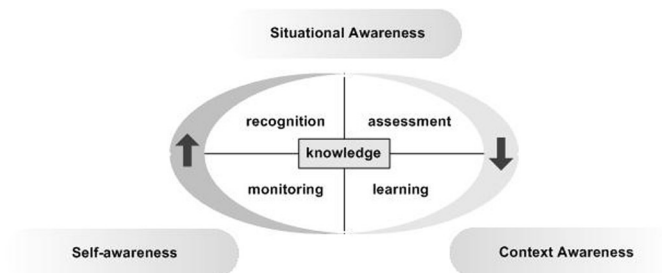 Situational Awareness
recognition
assessment
knowledge
monitoring
learning
Self-awareness
Context Awareness